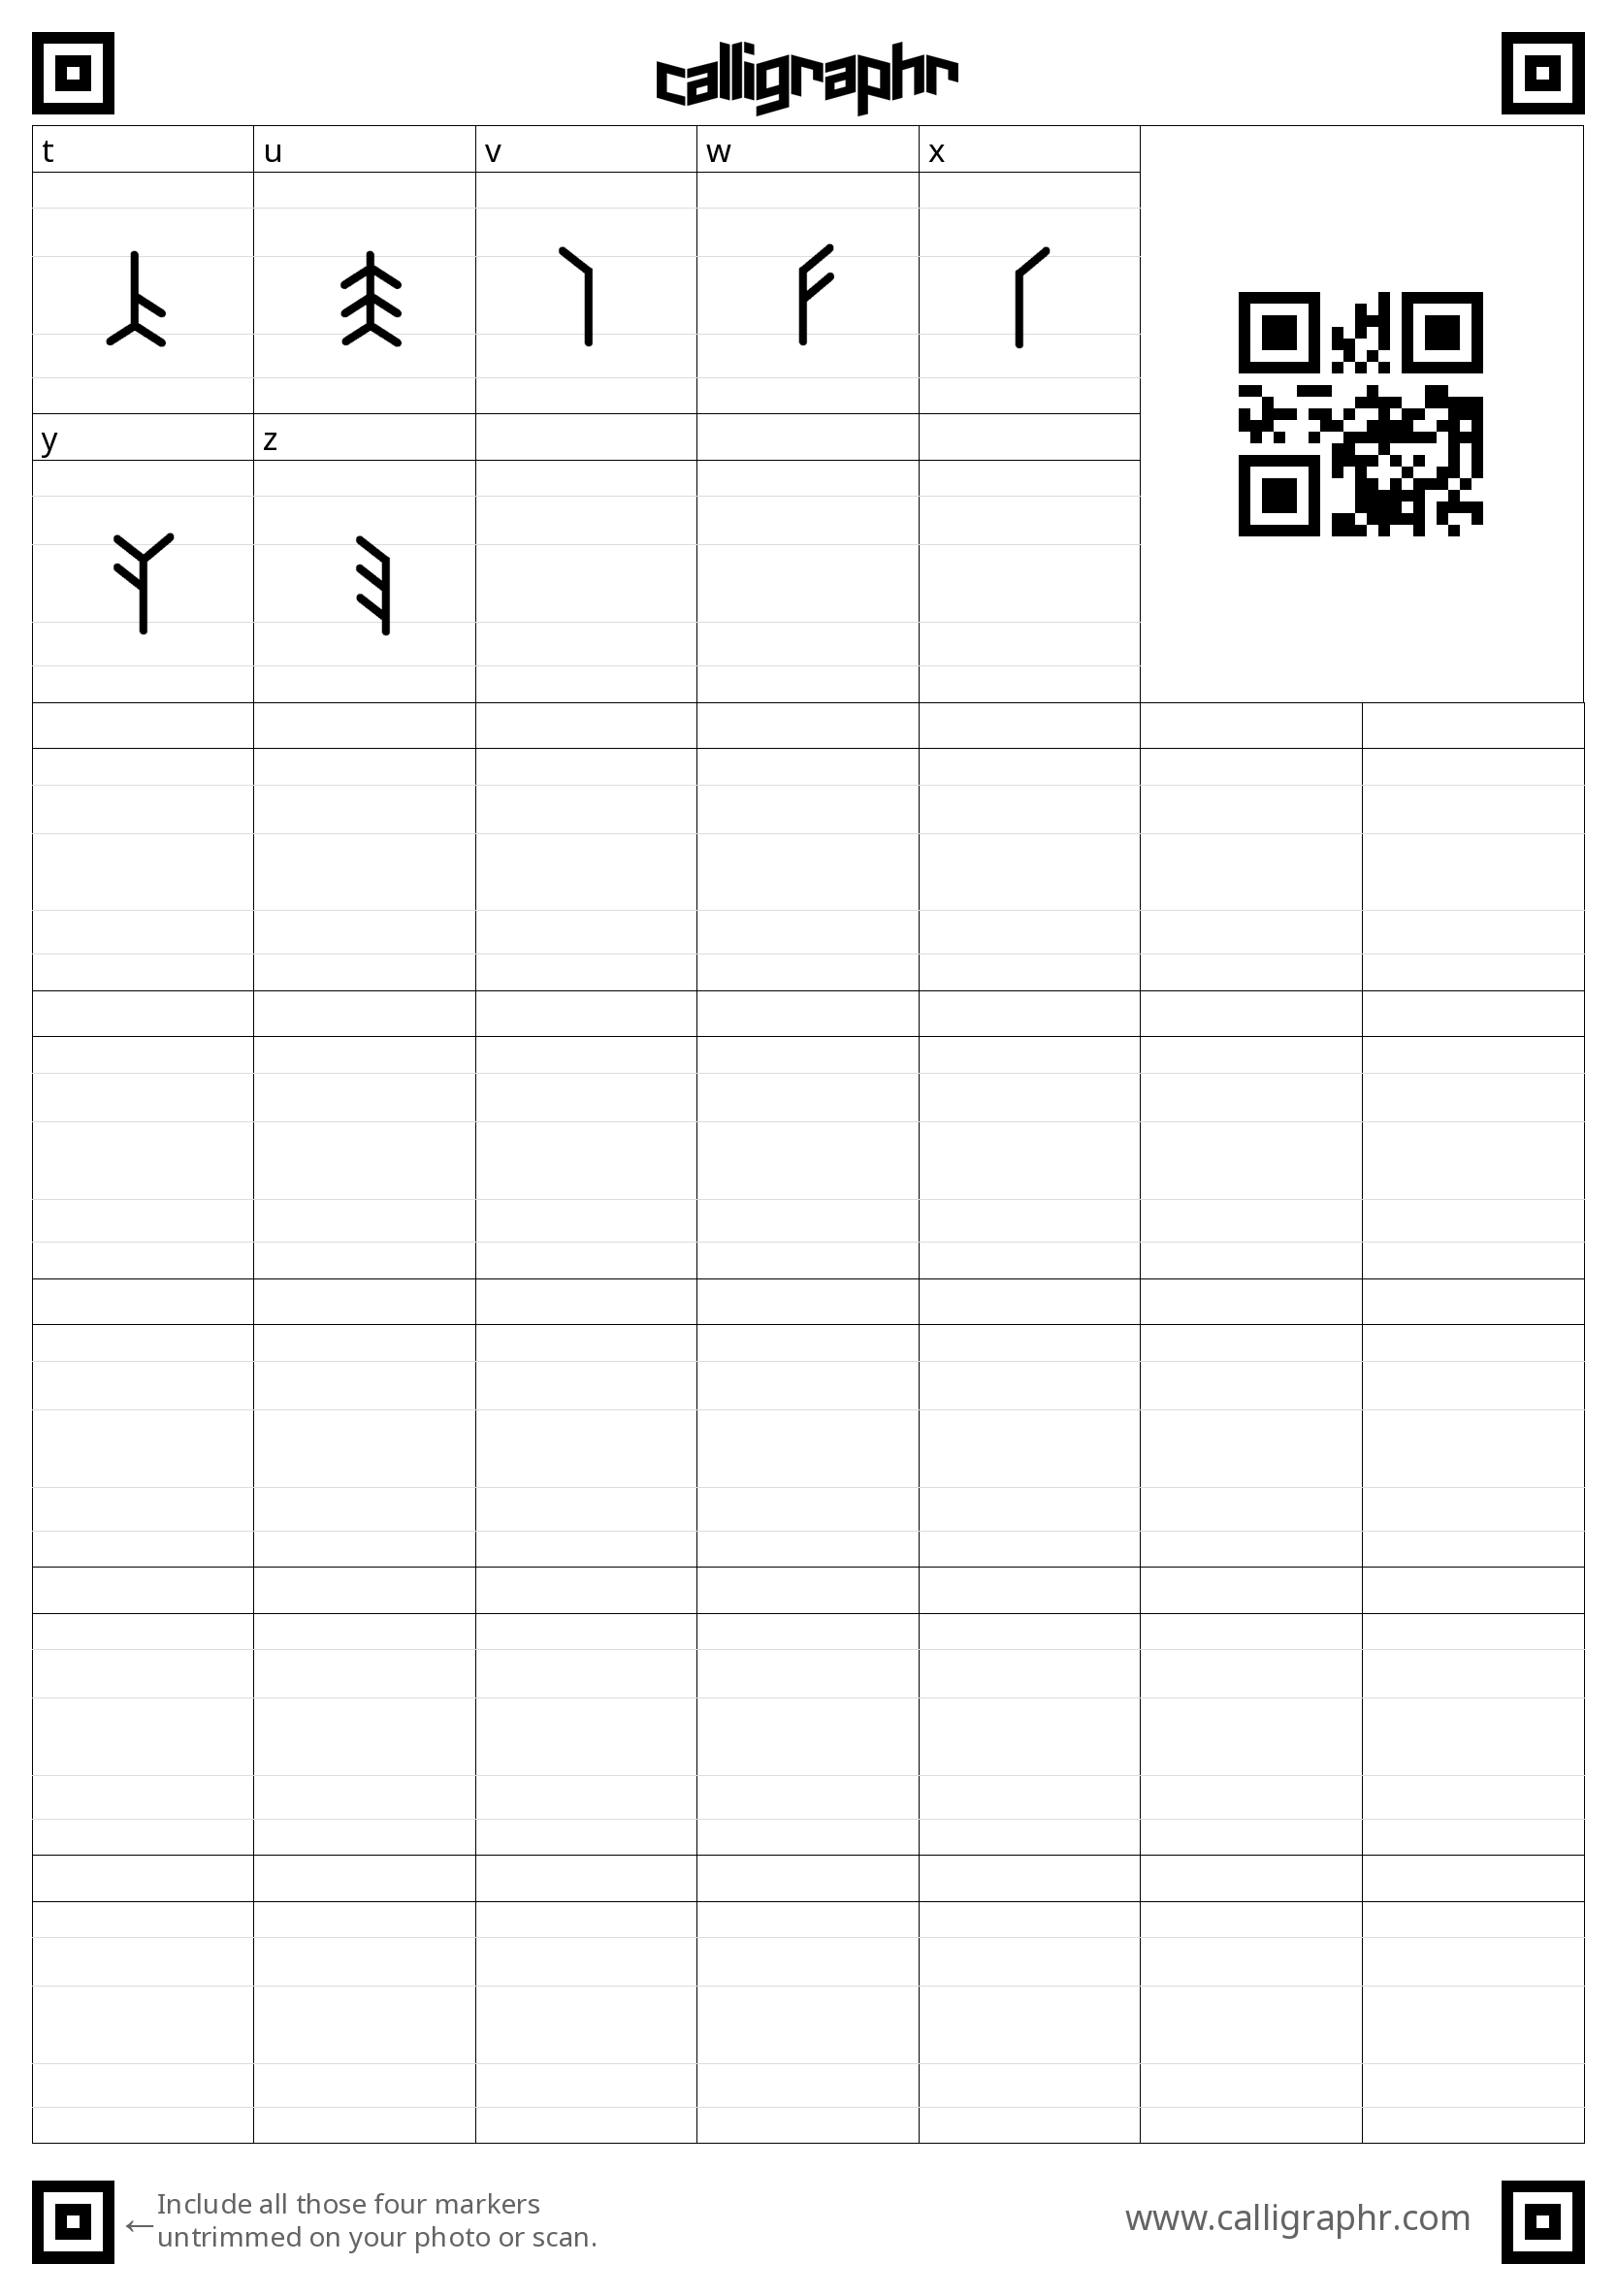 calligraphr
t u v w x
y z
← Include all those four markers
untrimmed on your photo or scan.
www.calligraphr.com